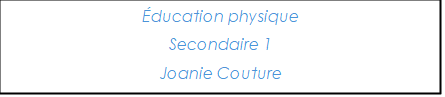 Éducation physique
Secondaire 1
Joanie Couture